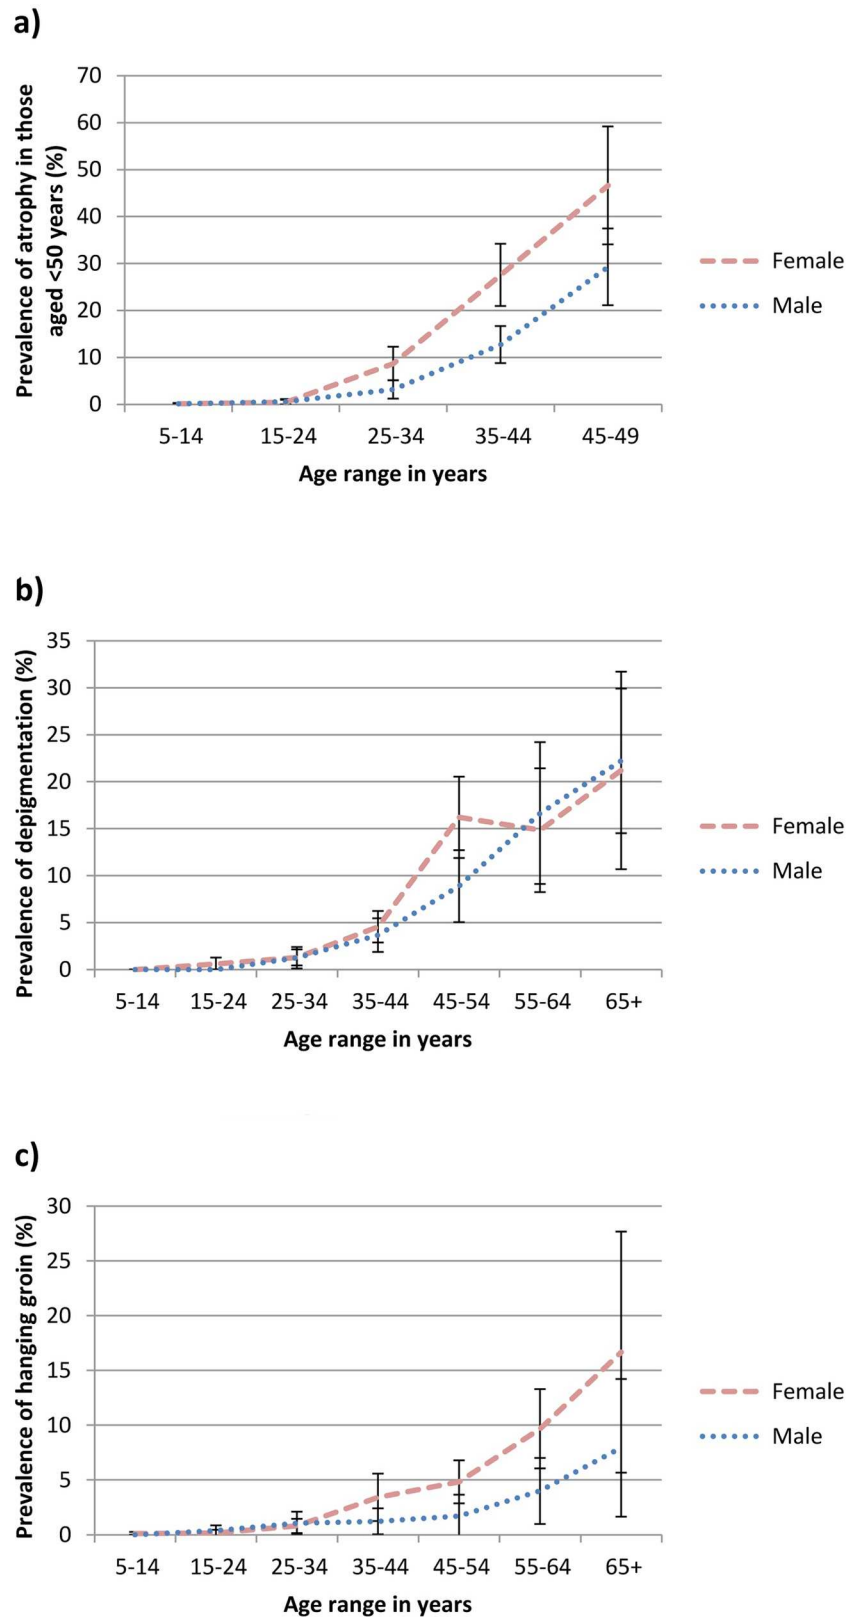 a)
Prevalence of atrophy in those
aged <50 years (%)
70
60
50
40
30
20
10
0
5-14 15-24 25-34 35-44 45-49
Age range in years
Female
Male
b)
Prevalence of depigmentation (%)
35
30
25
20
15
10
5
0
5-14 15-24 25-34 35-44 45-54 55-64 65+
Age range in years
Female
Male
c)
Prevalence of hanging groin (%)
30
25
20
15
10
5
0
5-14 15-24 25-34 35-44 45-54 55-64 65+
Age range in years
Female
Male